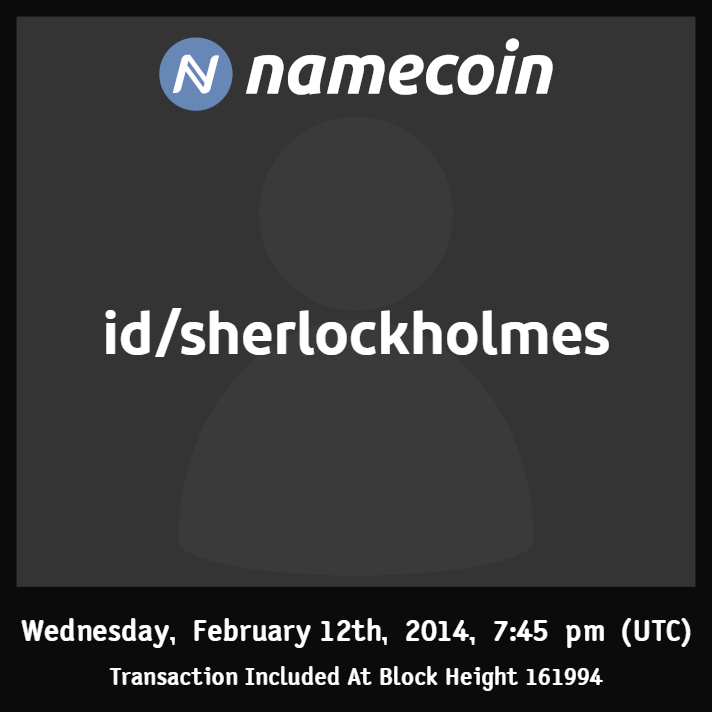 namecoin
id/sherlockholmes
Wednesday, February 12th, 2014, 7:45 pm (UTC)
Transaction Included At Block Height 161994